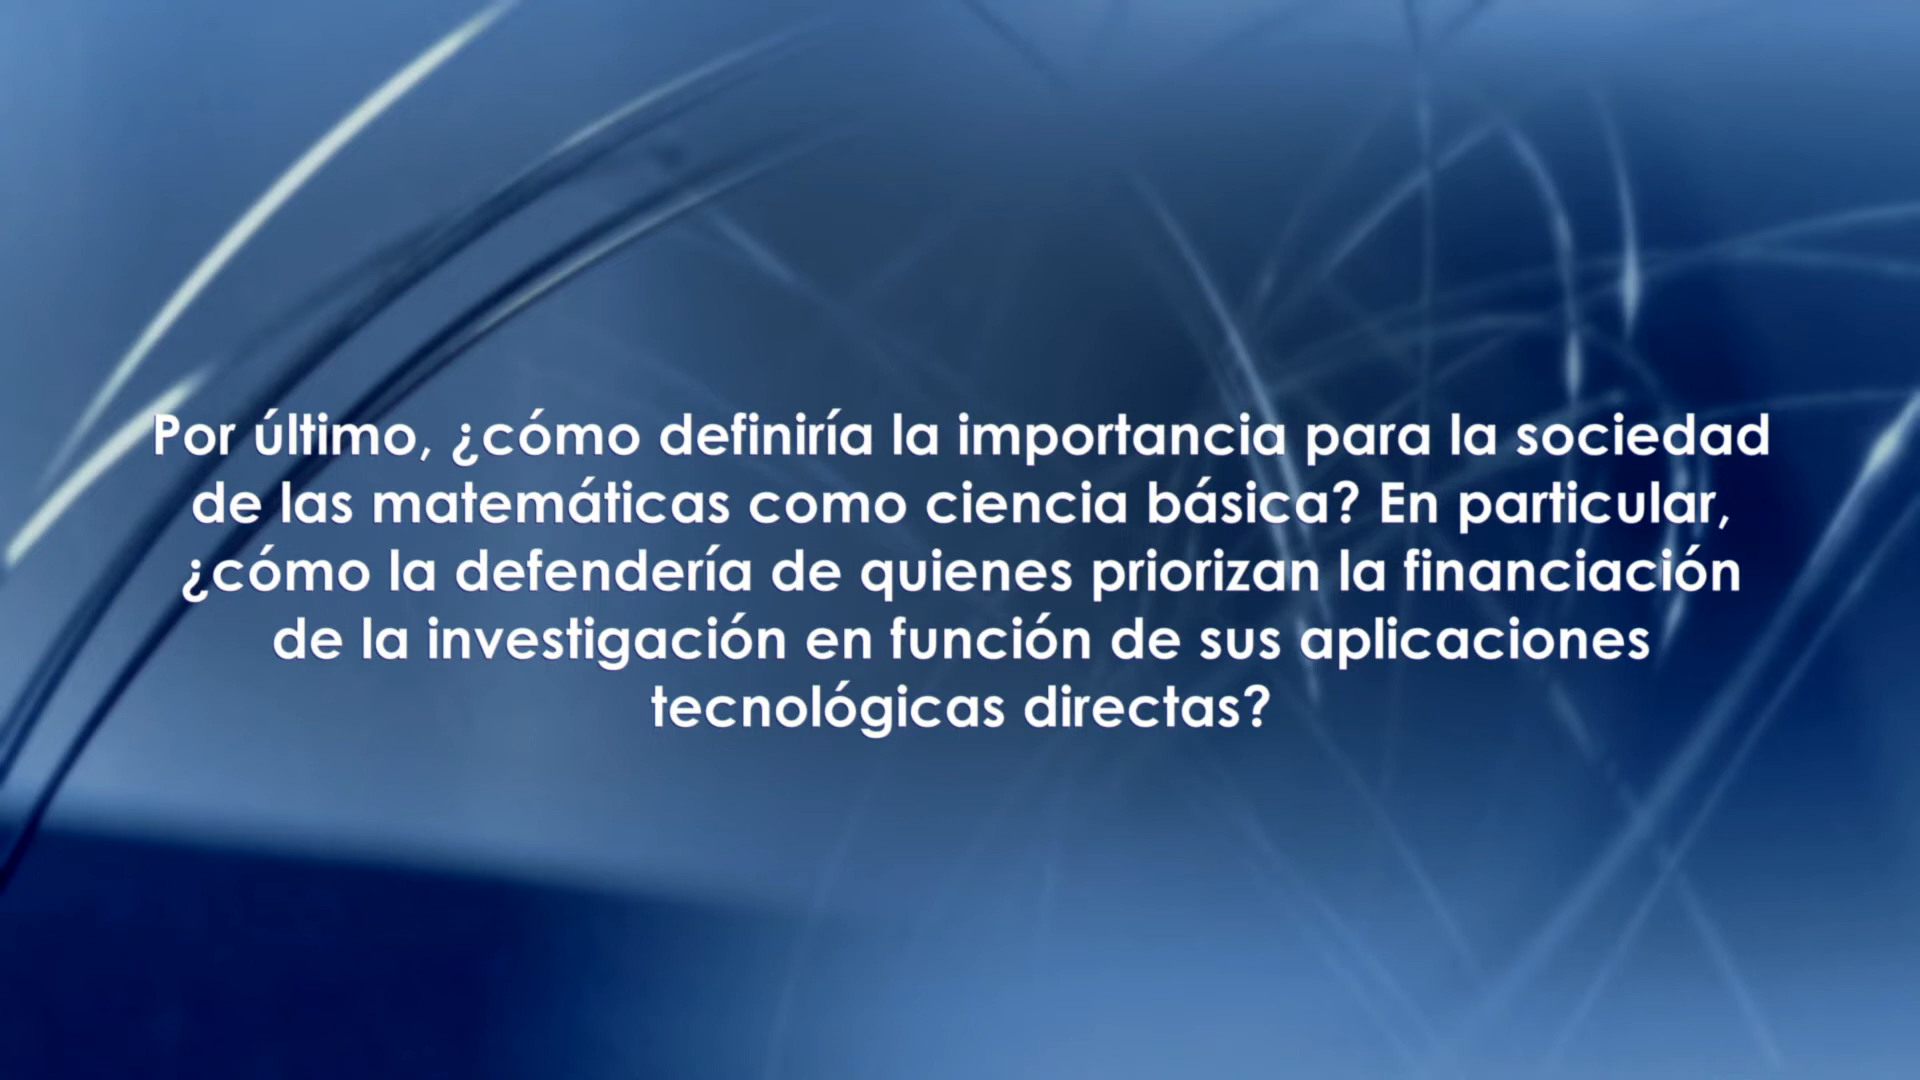 Por último, ¿cómo definiría la importancia para la sociedad
de las matemáticas como ciencia básica? En particular,
¿cómo la defendería de quienes priorizan la financiación
de la investigación en función de sus aplicaciones
tecnológicas directas?